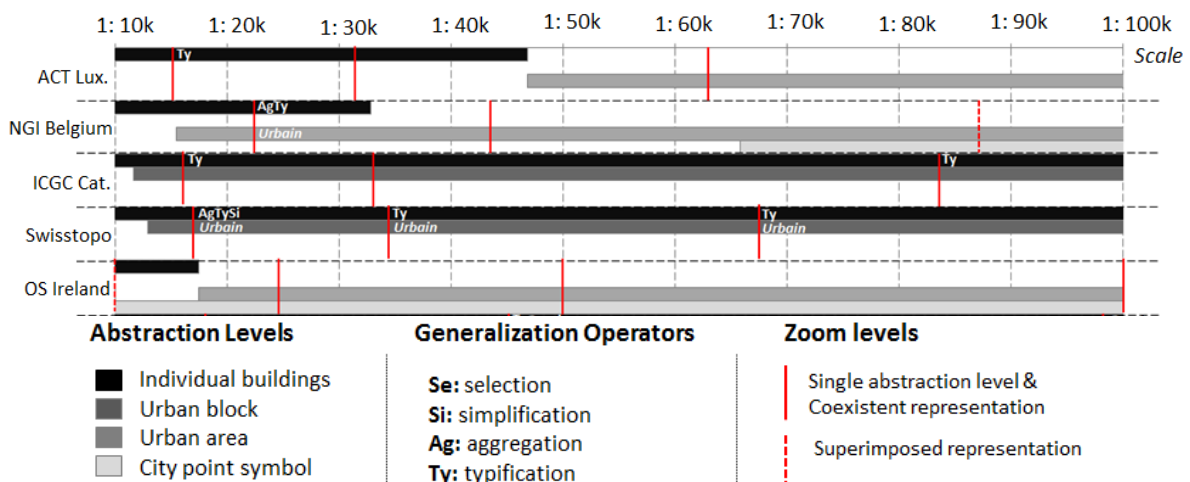 1: 10k 1: 20k 1: 30k 1: 40k 1: 50k 1: 60k 1: 70k 1: 80k 1: 90k 1: 100k
Scale
ACT Lux.
Ty
NGI Belgium
AgTy
Urbain
ICGC Cat.
Ty Ty
Swisstopo
AgTySi Ty Ty
Urbain Urbain Urbain
OS Ireland
Abstraction Levels
Individual buildings
Urban block
Urban area
City point symbol
Generalization Operators
Se: selection
Si: simplification
Ag: aggregation
Ty: typification
Zoom levels
Single abstraction level &
Coexistent representation
Superimposed representation